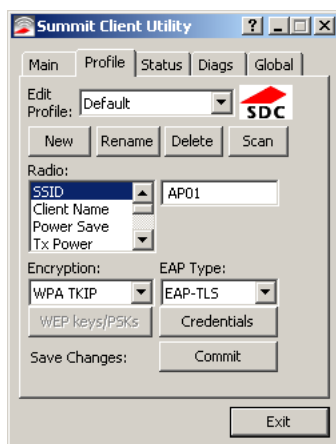 Summit Client Utility
Main Profile Status Diags Global
Edit
Profile: Default
SDC
New Rename Delete Scan
Radio:
SSID AP01
Client Name
Power Save
Tx Power
Encryption: EAP Type:
WPA TKIP EAP-TLS
WEP keys/PSKs Credentials
Save Changes: Commit
Exit